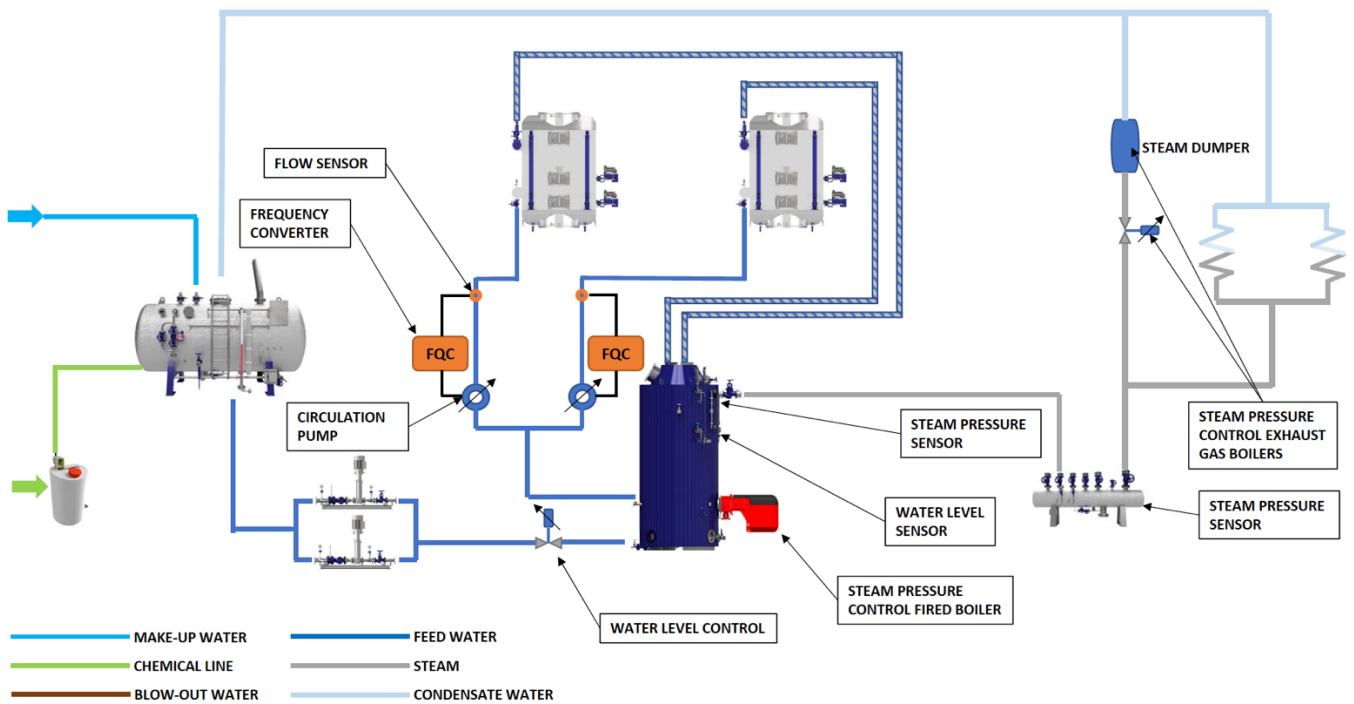 STEAM DUMPER
FLOW SENSOR
FREQUENCY
CONVERTER
FQC
FQC
CIRCULATION
PUMP
STEAM PRESSURE
SENSOR
STEAM PRESSURE
CONTROL EXHAUST
GAS BOILERS
WATER LEVEL
SENSOR
STEAM PRESSURE
SENSOR
STEAM PRESSURE
CONTROL FIRED BOILER
WATER LEVEL CONTROL
MAKE-UP WATER
FEED WATER
CHEMICAL LINE
STEAM
BLOW-OUT WATER
CONDENSATE WATER